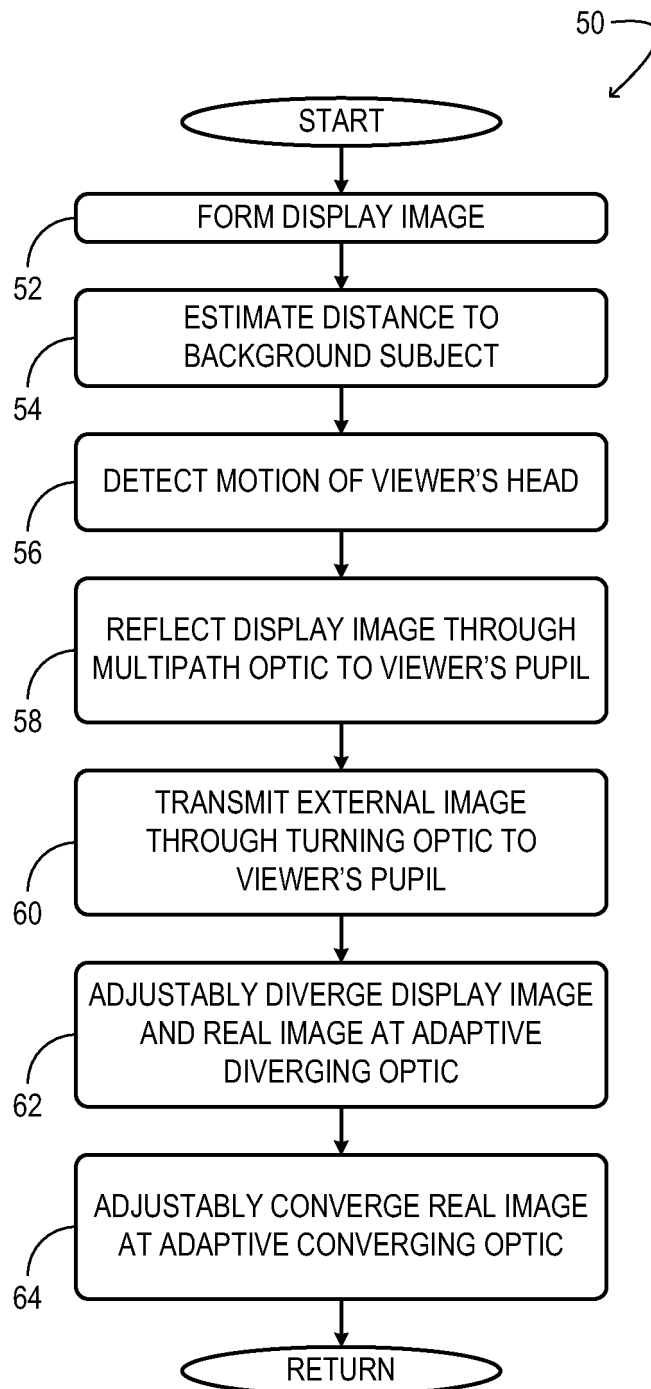 50
START
FORM DISPLAY IMAGE
52
ESTIMATE DISTANCE TO
BACKGROUND SUBJECT
54
DETECT MOTION OF VIEWER'S HEAD
56
REFLECT DISPLAY IMAGE THROUGH
MULTIPATH OPTIC TO VIEWER'S PUPIL
58
TRANSMIT EXTERNAL IMAGE
THROUGH TURNING OPTIC TO
VIEWER'S PUPIL
60
ADJUSTABLY DIVERGE DISPLAY IMAGE
AND REAL IMAGE AT ADAPTIVE
DIVERGING OPTIC
62
ADJUSTABLY CONVERGE REAL IMAGE
AT ADAPTIVE CONVERGING OPTIC
64
RETURN